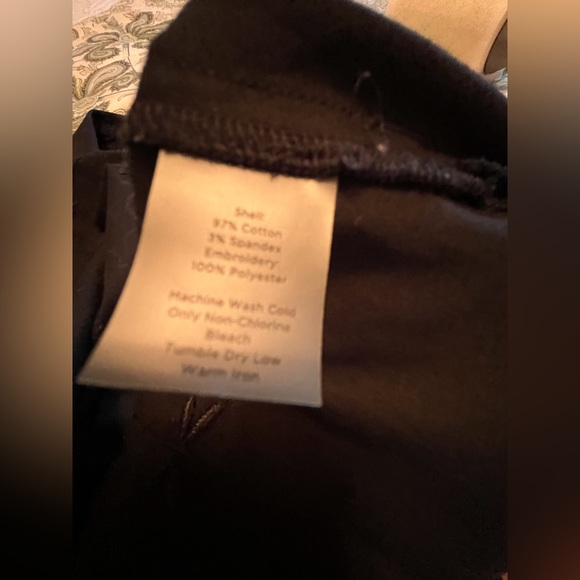 Shell:
97% Cotton
3% Spandex
Embroidery:
100% Polyester
Machine Wash Cold
Only Non-Chlorine
Bleach
Tumble Dry Low
Warm Iron